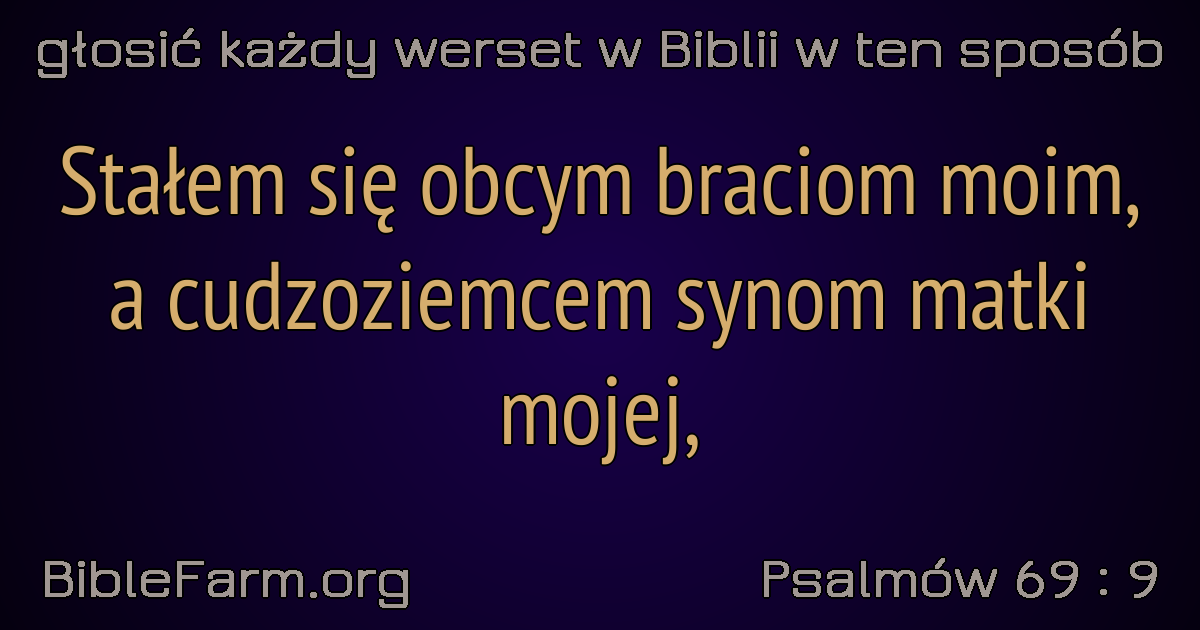 głosić każdy werset w Biblii w ten sposób
Stałem się obcym braciom moim,
a cudzoziemcem synom matki
mojej,
BibleFarm.org
Psalmów 69 : 9